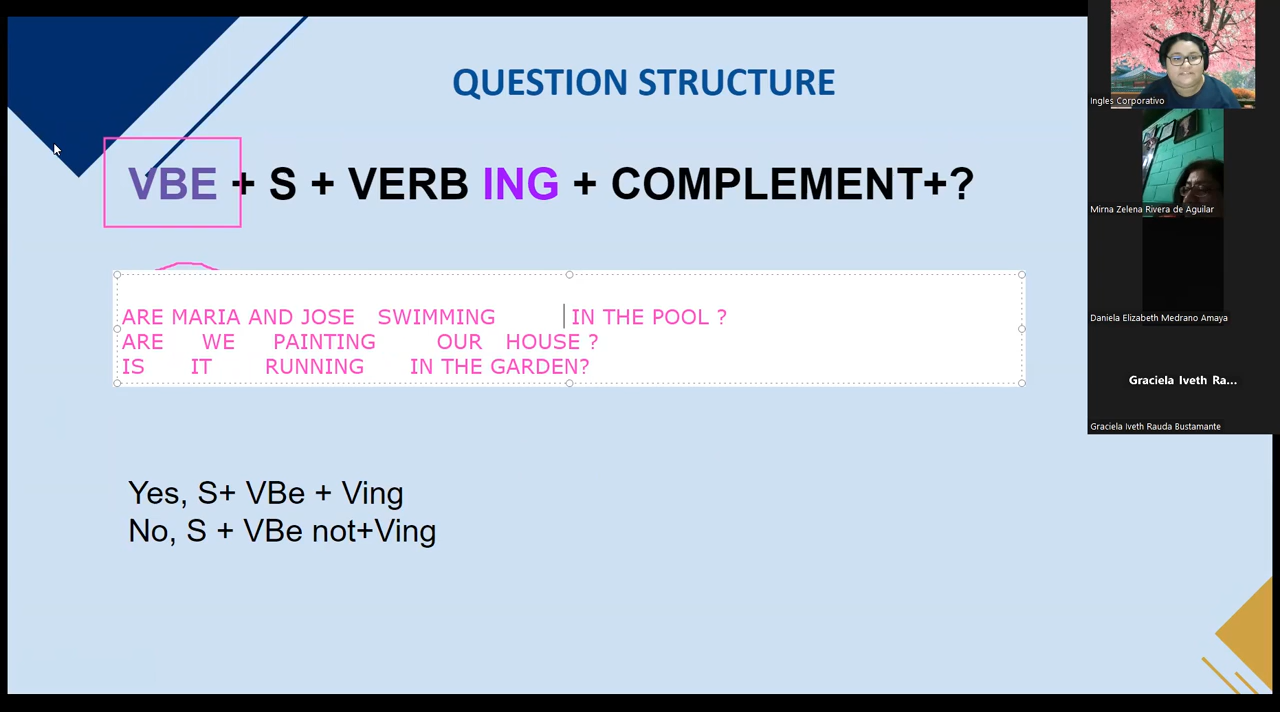 QUESTION STRUCTURE
VBE + S + VERB ING + COMPLEMENT+?
ARE MARIA AND JOSE SWIMMING IN THE POOL ?
ARE WE PAINTING OUR HOUSE ?
IS IT RUNNING IN THE GARDEN?
Yes, S+ VBe + Ving
No, S + VBe not+Ving
Ingles Corporativo
Mirna Zelena Rivera de Aguilar
Daniela Elizabeth Medrano Amaya
Graciela Iveth Ra...
Graciela Iveth Rauda Bustamante